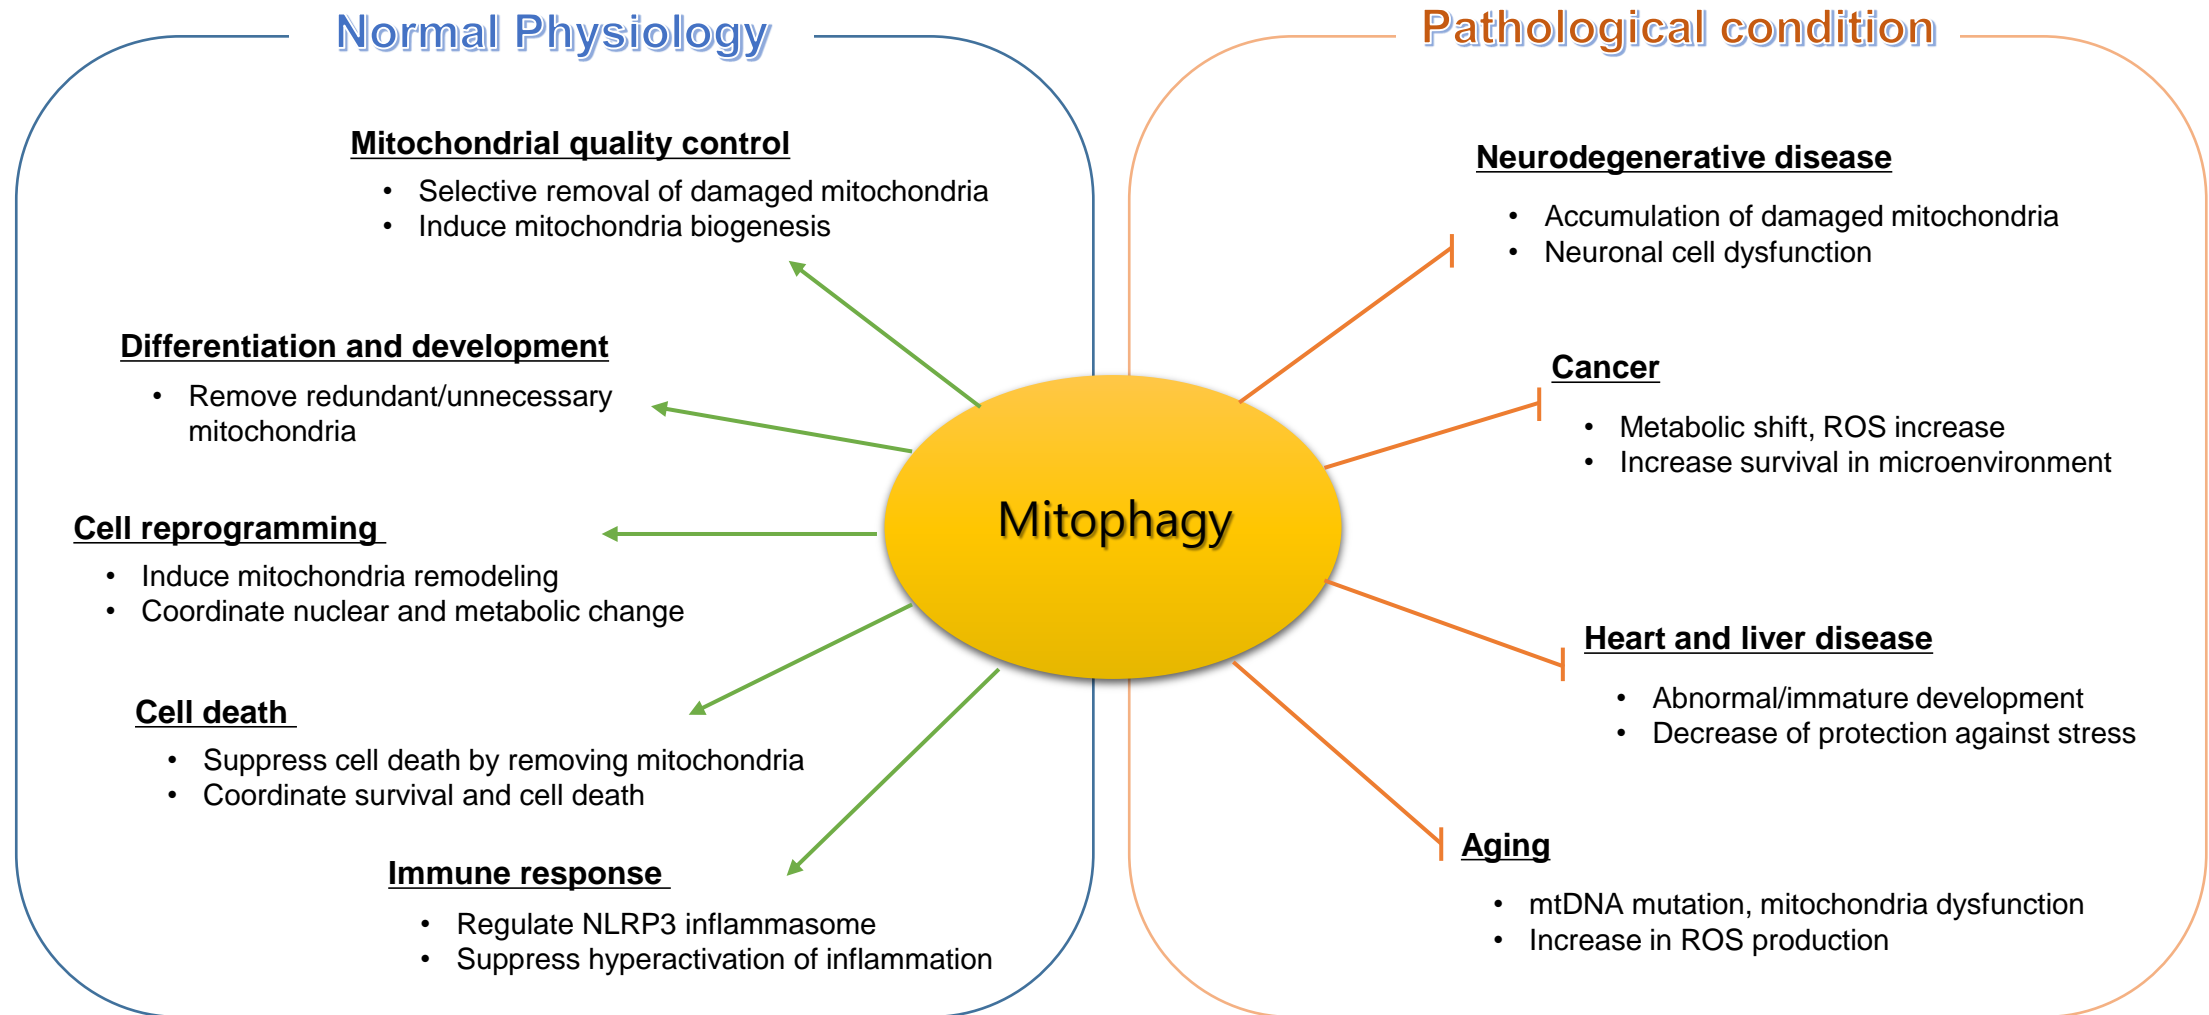 Normal Physiology
Mitochondrial quality control
• Selective removal of damaged mitochondria
• Induce mitochondria biogenesis
Differentiation and development
• Remove redundant/unnecessary
mitochondria
Cell reprogramming
• Induce mitochondria remodeling
• Coordinate nuclear and metabolic change
Cell death
• Suppress cell death by removing mitochondria
• Coordinate survival and cell death
Immune response
• Regulate NLRP3 inflammasome
• Suppress hyperactivation of inflammation
Mitophagy
Pathological condition
Neurodegenerative disease
• Accumulation of damaged mitochondria
• Neuronal cell dysfunction
Cancer
• Metabolic shift, ROS increase
• Increase survival in microenvironment
Heart and liver disease
• Abnormal/immature development
• Decrease of protection against stress
Aging
• mtDNA mutation, mitochondria dysfunction
• Increase in ROS production